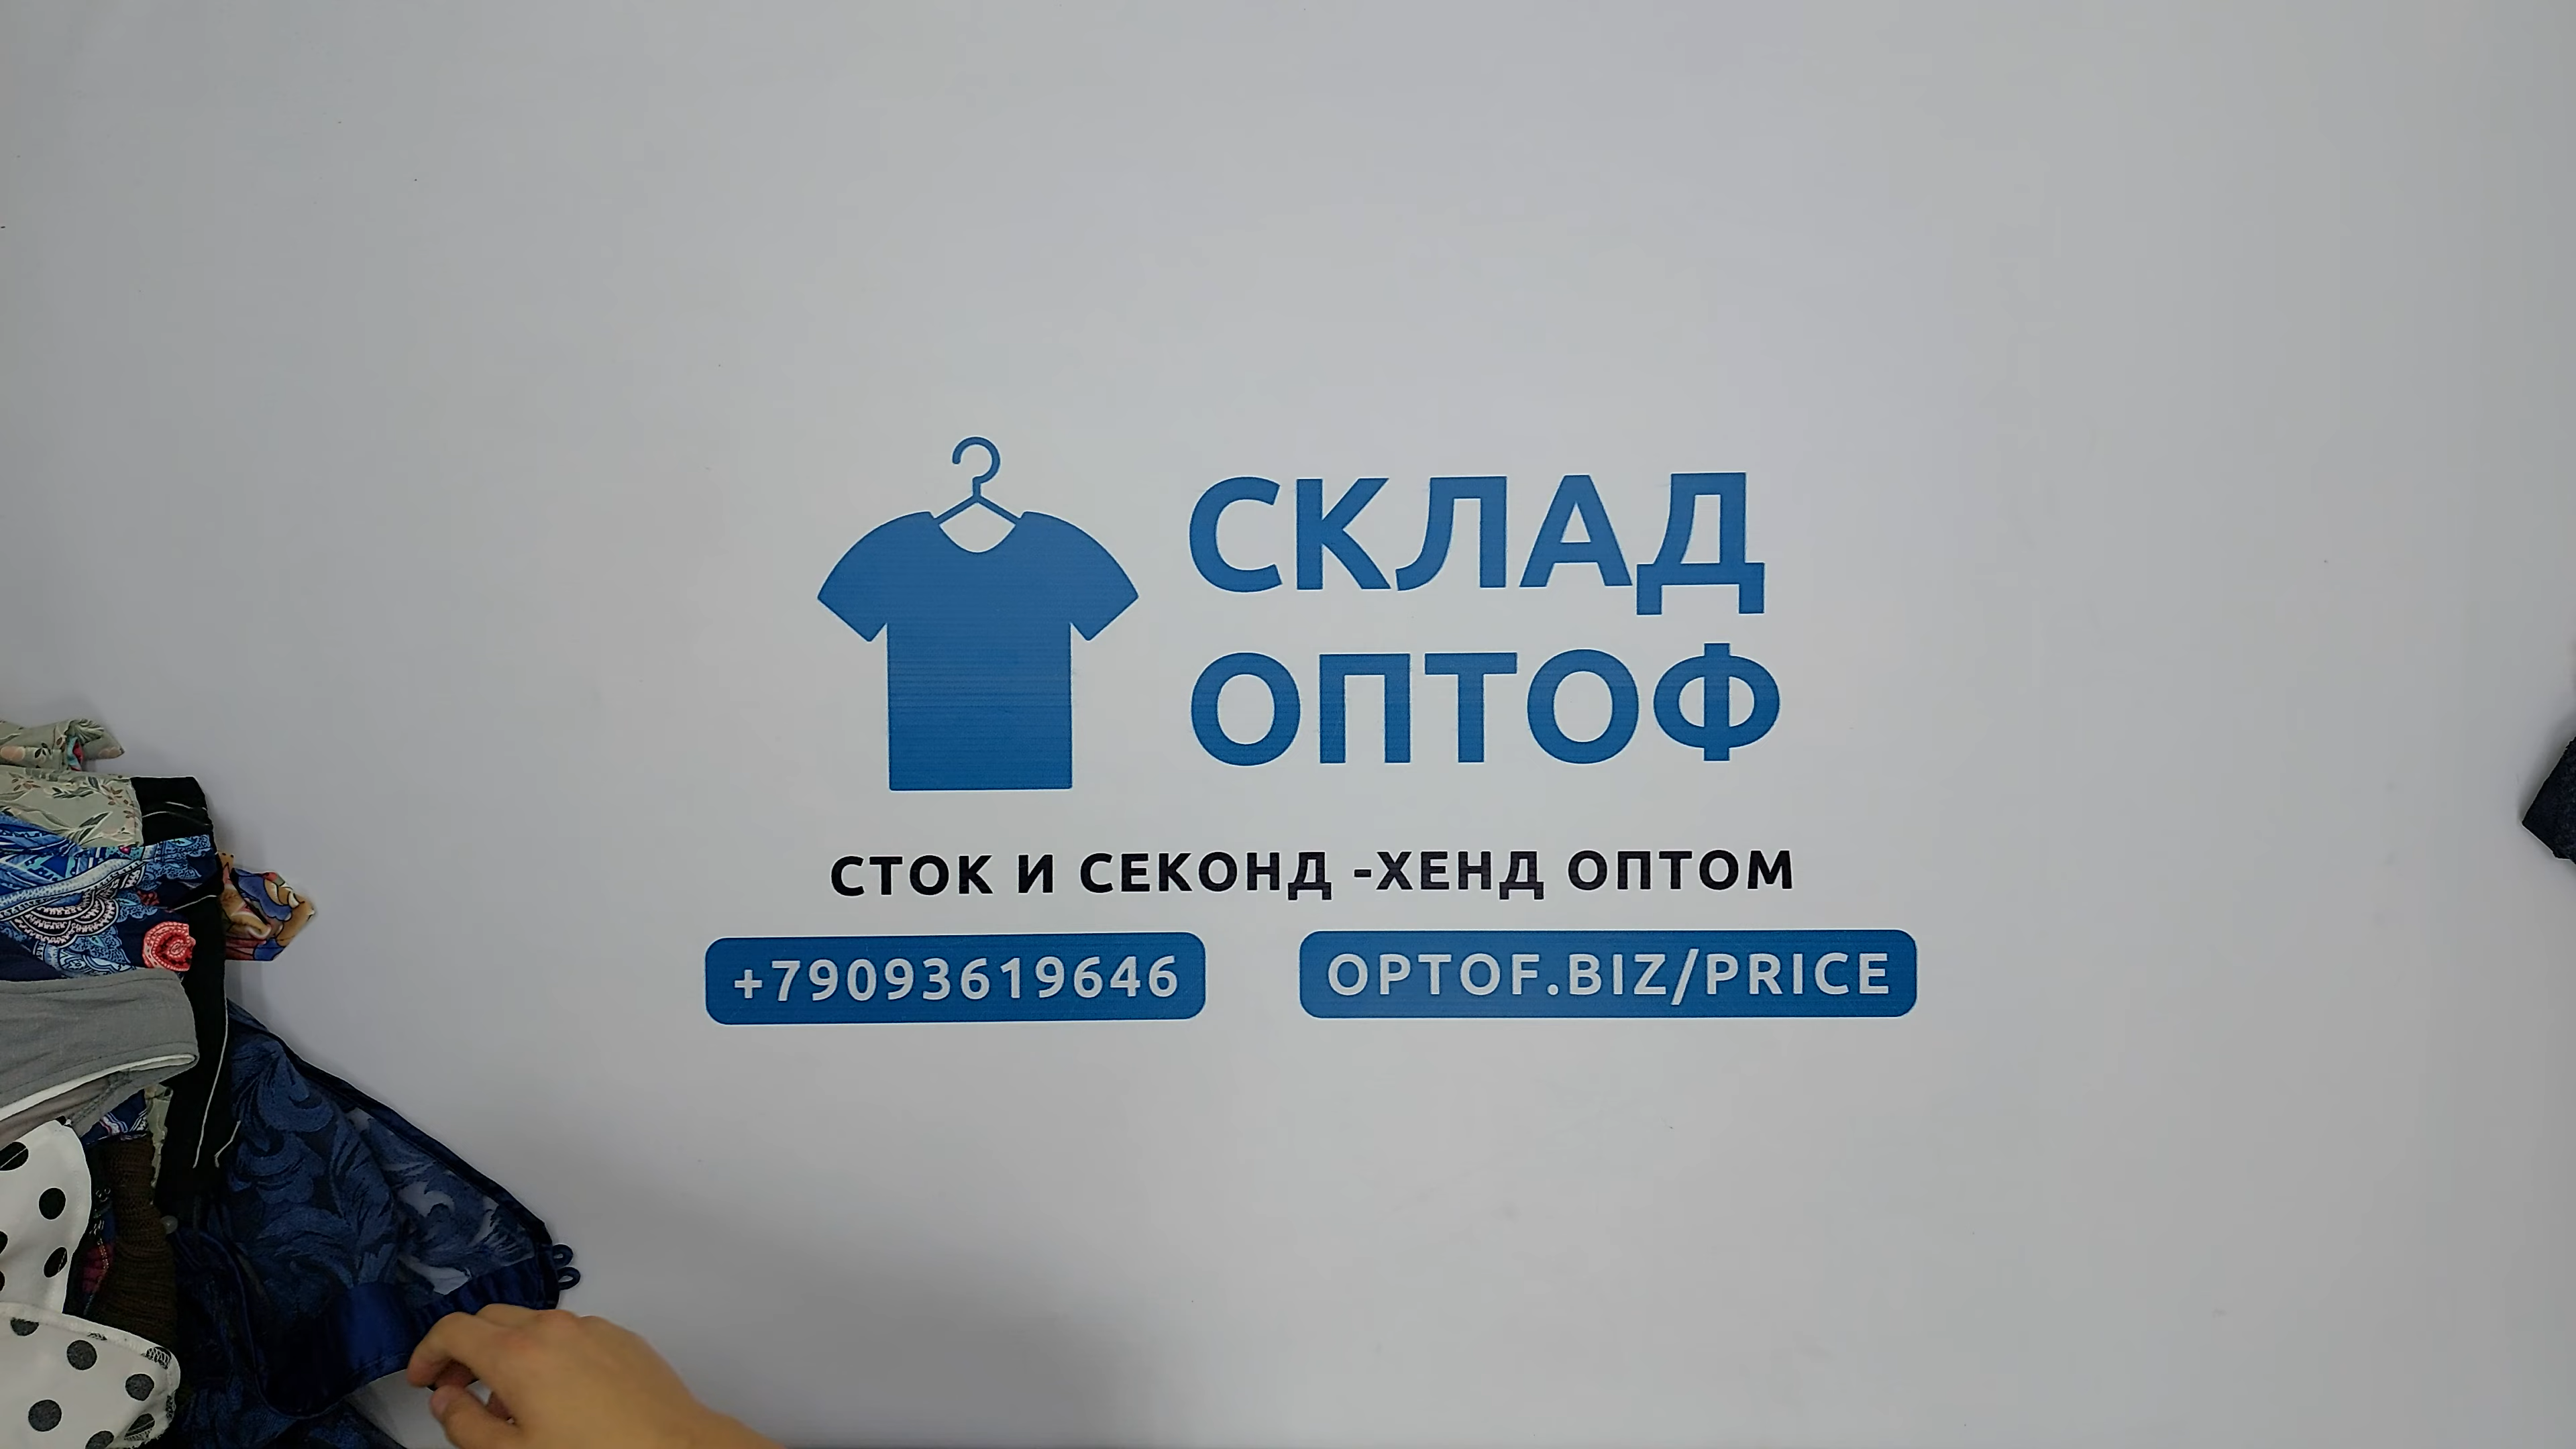 СКЛАД
ОПТОФ
СТОК И СЕКОНД -ХЕНД ОПТОМ
+79093619646
OPTOF.BIZ/PRICE